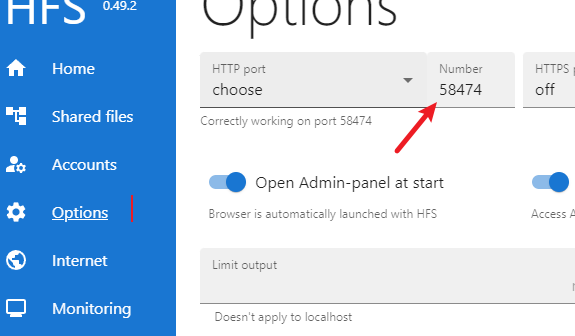 HFS 0.49.2
Home
Shared files
Accounts
Options
Internet
Monitoring
Options
HTTP port
choose
Number
58474
HTTPS
off
Correctly working on port 58474
Open Admin-panel at start
Browser is automatically launched with HFS
Access
Limit output
Doesn't apply to localhost